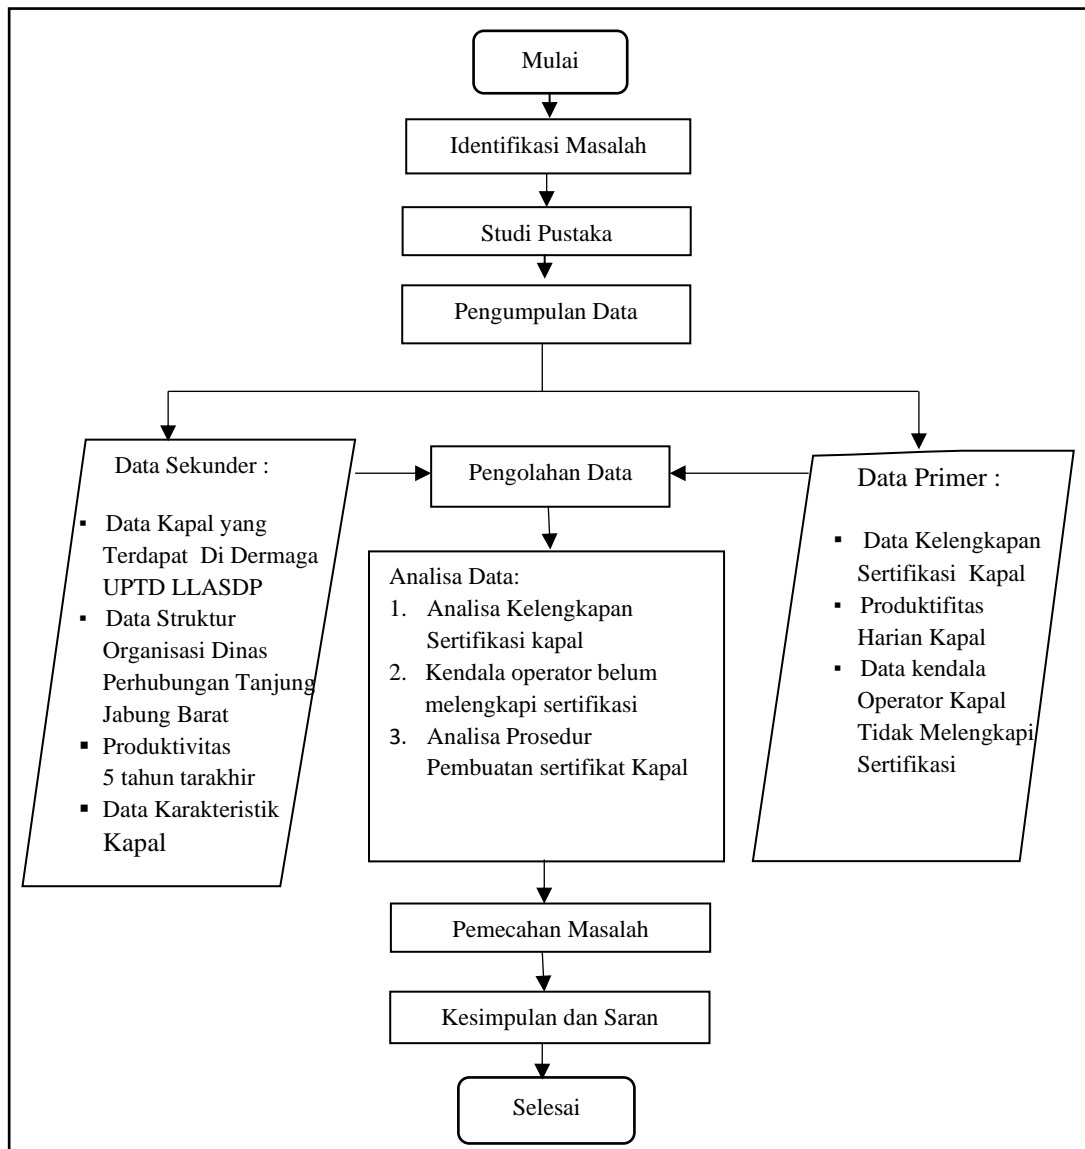 Mulai
Identifikasi Masalah
Studi Pustaka
Pengumpulan Data
Data Sekunder :
▪ Data Kapal yang
Terdapat Di Dermaga
UPTD LLASDP
▪ Data Struktur
Organisasi Dinas
Perhubungan Tanjung
Jabung Barat
▪ Produktivitas
5 tahun tarakhir
▪ Data Karakteristik
Kapal
Pengolahan Data
Data Primer :
▪ Data Kelengkapan
Sertifikasi Kapal
▪ Produktifitas
Harian Kapal
▪ Data kendala
Operator Kapal
Tidak Melengkapi
Sertifikasi
Analisa Data:
1. Analisa Kelengkapan
Sertifikasi kapal
2. Kendala operator belum
melengkapi sertifikasi
3. Analisa Prosedur
Pembuatan sertifikat Kapal
Pemecahan Masalah
Kesimpulan dan Saran
Selesai